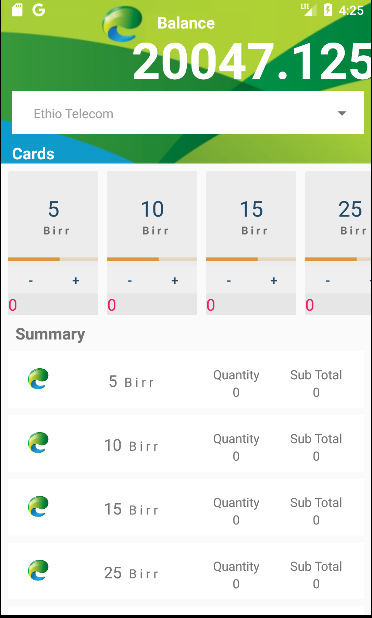 G LTE 4:25
Balance
20047.125
Ethio Telecom
Cards
5 10 15 25
Birr Birr Birr Birr
- + - + - + -
0 0 0 0
Summary
5 Birr Quantity Sub Total
0 0
10 Birr Quantity Sub Total
0 0
15 Birr Quantity Sub Total
0 0
25 Birr Quantity Sub Total
0 0